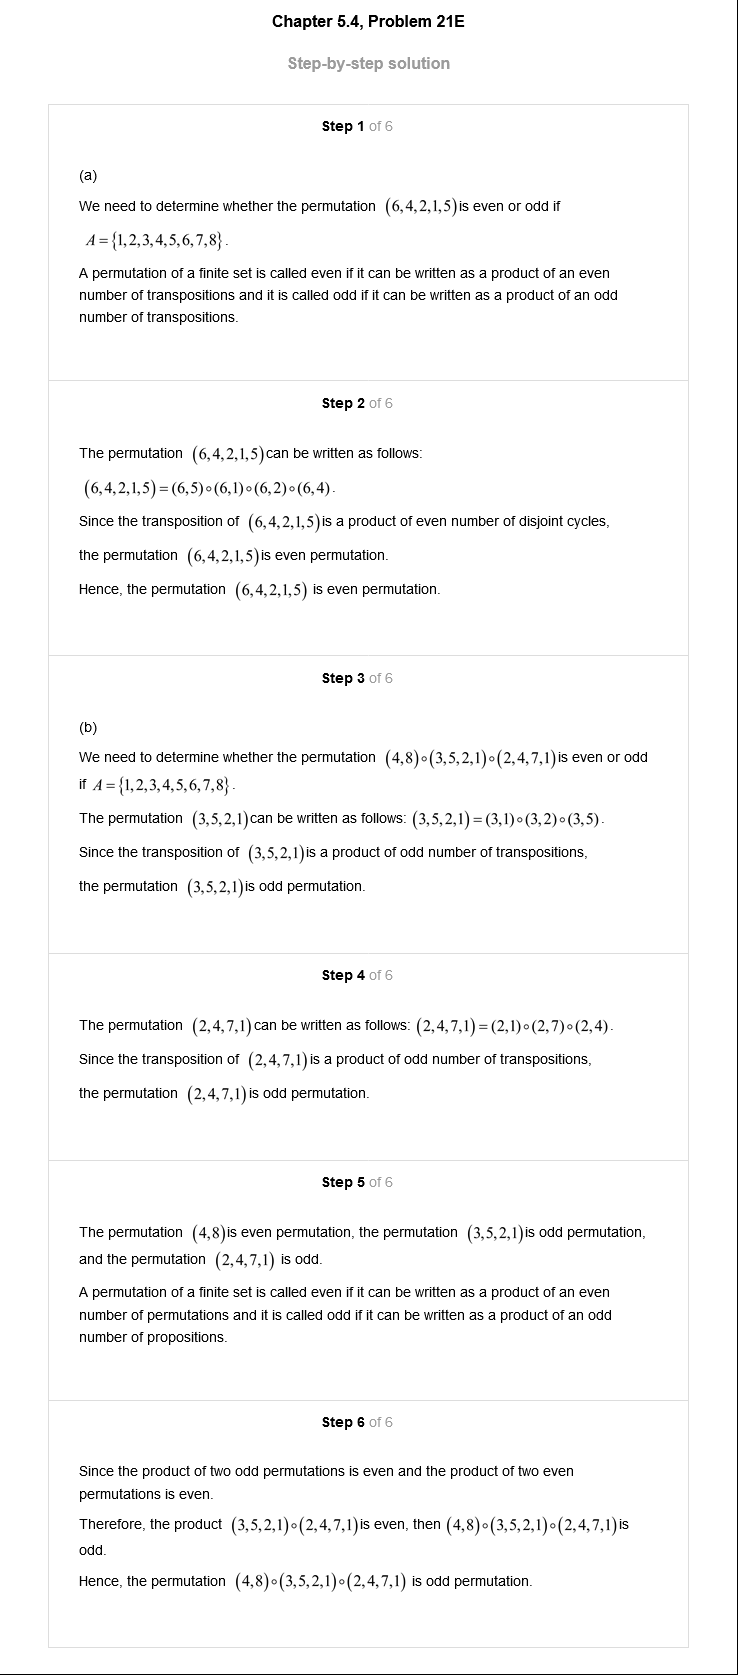 Chapter 5.4, Problem 21E
Step-by-step solution
Step 1 of 6
(a)
We need to determine whether the permutation (6,4,2,1,5) is even or odd if
A = {1,2,3,4,5,6,7,8}.
A permutation of a finite set is called even if it can be written as a product of an even
number of transpositions and it is called odd if it can be written as a product of an odd
number of transpositions.
Step 2 of 6
The permutation (6,4,2,1,5) can be written as follows:
(6,4,2,1,5) = (6,5)∘(6,1)∘(6,2)∘(6,4).
Since the transposition of (6,4,2,1,5) is a product of even number of disjoint cycles,
the permutation (6,4,2,1,5) is even permutation.
Hence, the permutation (6,4,2,1,5) is even permutation.
Step 3 of 6
(b)
We need to determine whether the permutation (4,8)∘(3,5,2,1)∘(2,4,7,1) is even or odd
if A = {1,2,3,4,5,6,7,8}.
The permutation (3,5,2,1) can be written as follows: (3,5,2,1) = (3,1)∘(3,2)∘(3,5).
Since the transposition of (3,5,2,1) is a product of odd number of transpositions,
the permutation (3,5,2,1) is odd permutation.
Step 4 of 6
The permutation (2,4,7,1) can be written as follows: (2,4,7,1) = (2,1)∘(2,7)∘(2,4).
Since the transposition of (2,4,7,1) is a product of odd number of transpositions,
the permutation (2,4,7,1) is odd permutation.
Step 5 of 6
The permutation (4,8) is even permutation, the permutation (3,5,2,1) is odd permutation,
and the permutation (2,4,7,1) is odd.
A permutation of a finite set is called even if it can be written as a product of an even
number of permutations and it is called odd if it can be written as a product of an odd
number of propositions.
Step 6 of 6
Since the product of two odd permutations is even and the product of two even
permutations is even.
Therefore, the product (3,5,2,1)∘(2,4,7,1) is even, then (4,8)∘(3,5,2,1)∘(2,4,7,1) is
odd.
Hence, the permutation (4,8)∘(3,5,2,1)∘(2,4,7,1) is odd permutation.